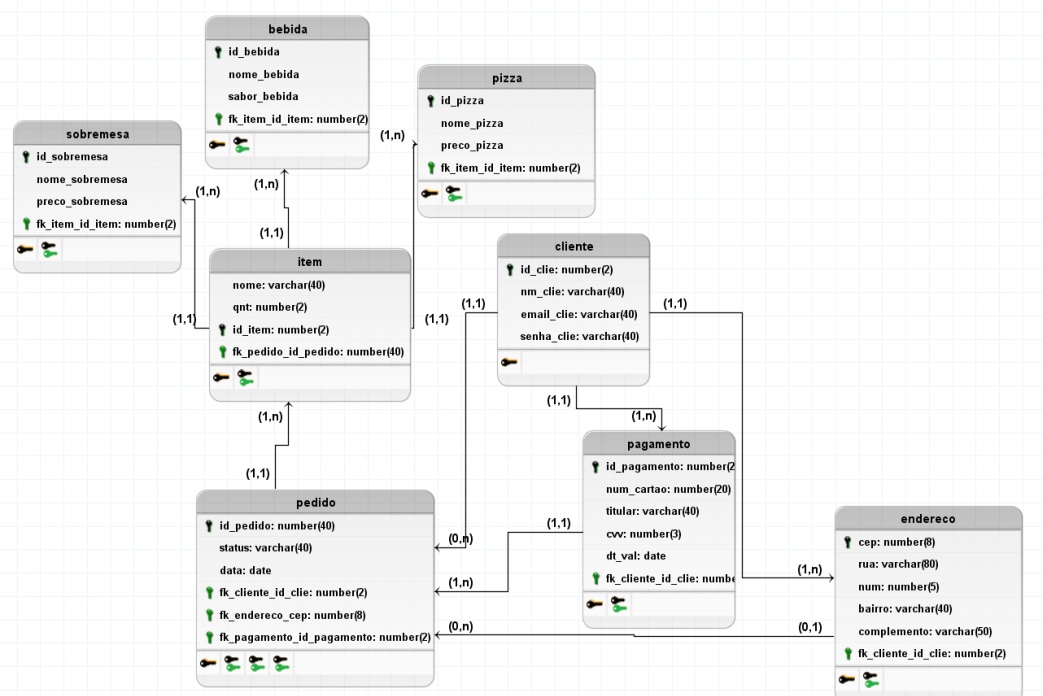 bebida
id_bebida
nome_bebida
sabor_bebida
fk_item_id_item: number(2)
pizza
id_pizza
nome_pizza
preco_pizza
fk_item_id_item: number(2)
sobremesa
id_sobremesa
nome_sobremesa
preco_sobremesa
fk_item_id_item: number(2)
(1,n)
(1,n)
(1,n)
(1,1)
(1,1)
(1,1)
item
nome: varchar(40)
qnt: number(2)
id_item: number(2)
fk_pedido_id_pedido: number(40)
cliente
id_clie: number(2)
nm_clie: varchar(40)
email_clie: varchar(40)
senha_clie: varchar(40)
(1,1)
(1,1)
(1,1)
(1,n)
(1,n)
(1,1)
pagamento
id_pagamento: number(2
num_cartao: number(20)
titular: varchar(40)
cvv: number(3)
dt_val: date
fk_cliente_id_clie: numbe
pedido
id_pedido: number(40)
status: varchar(40)
data: date
fk_cliente_id_clie: number(2)
fk_endereco_cep: number(8)
fk_pagamento_id_pagamento: number(2)
(0,n)
(1,1)
(1,n)
(0,n)
(0,1)
(1,n)
endereco
cep: number(8)
rua: varchar(80)
num: number(5)
bairro: varchar(40)
complemento: varchar(50)
fk_cliente_id_clie: number(2)